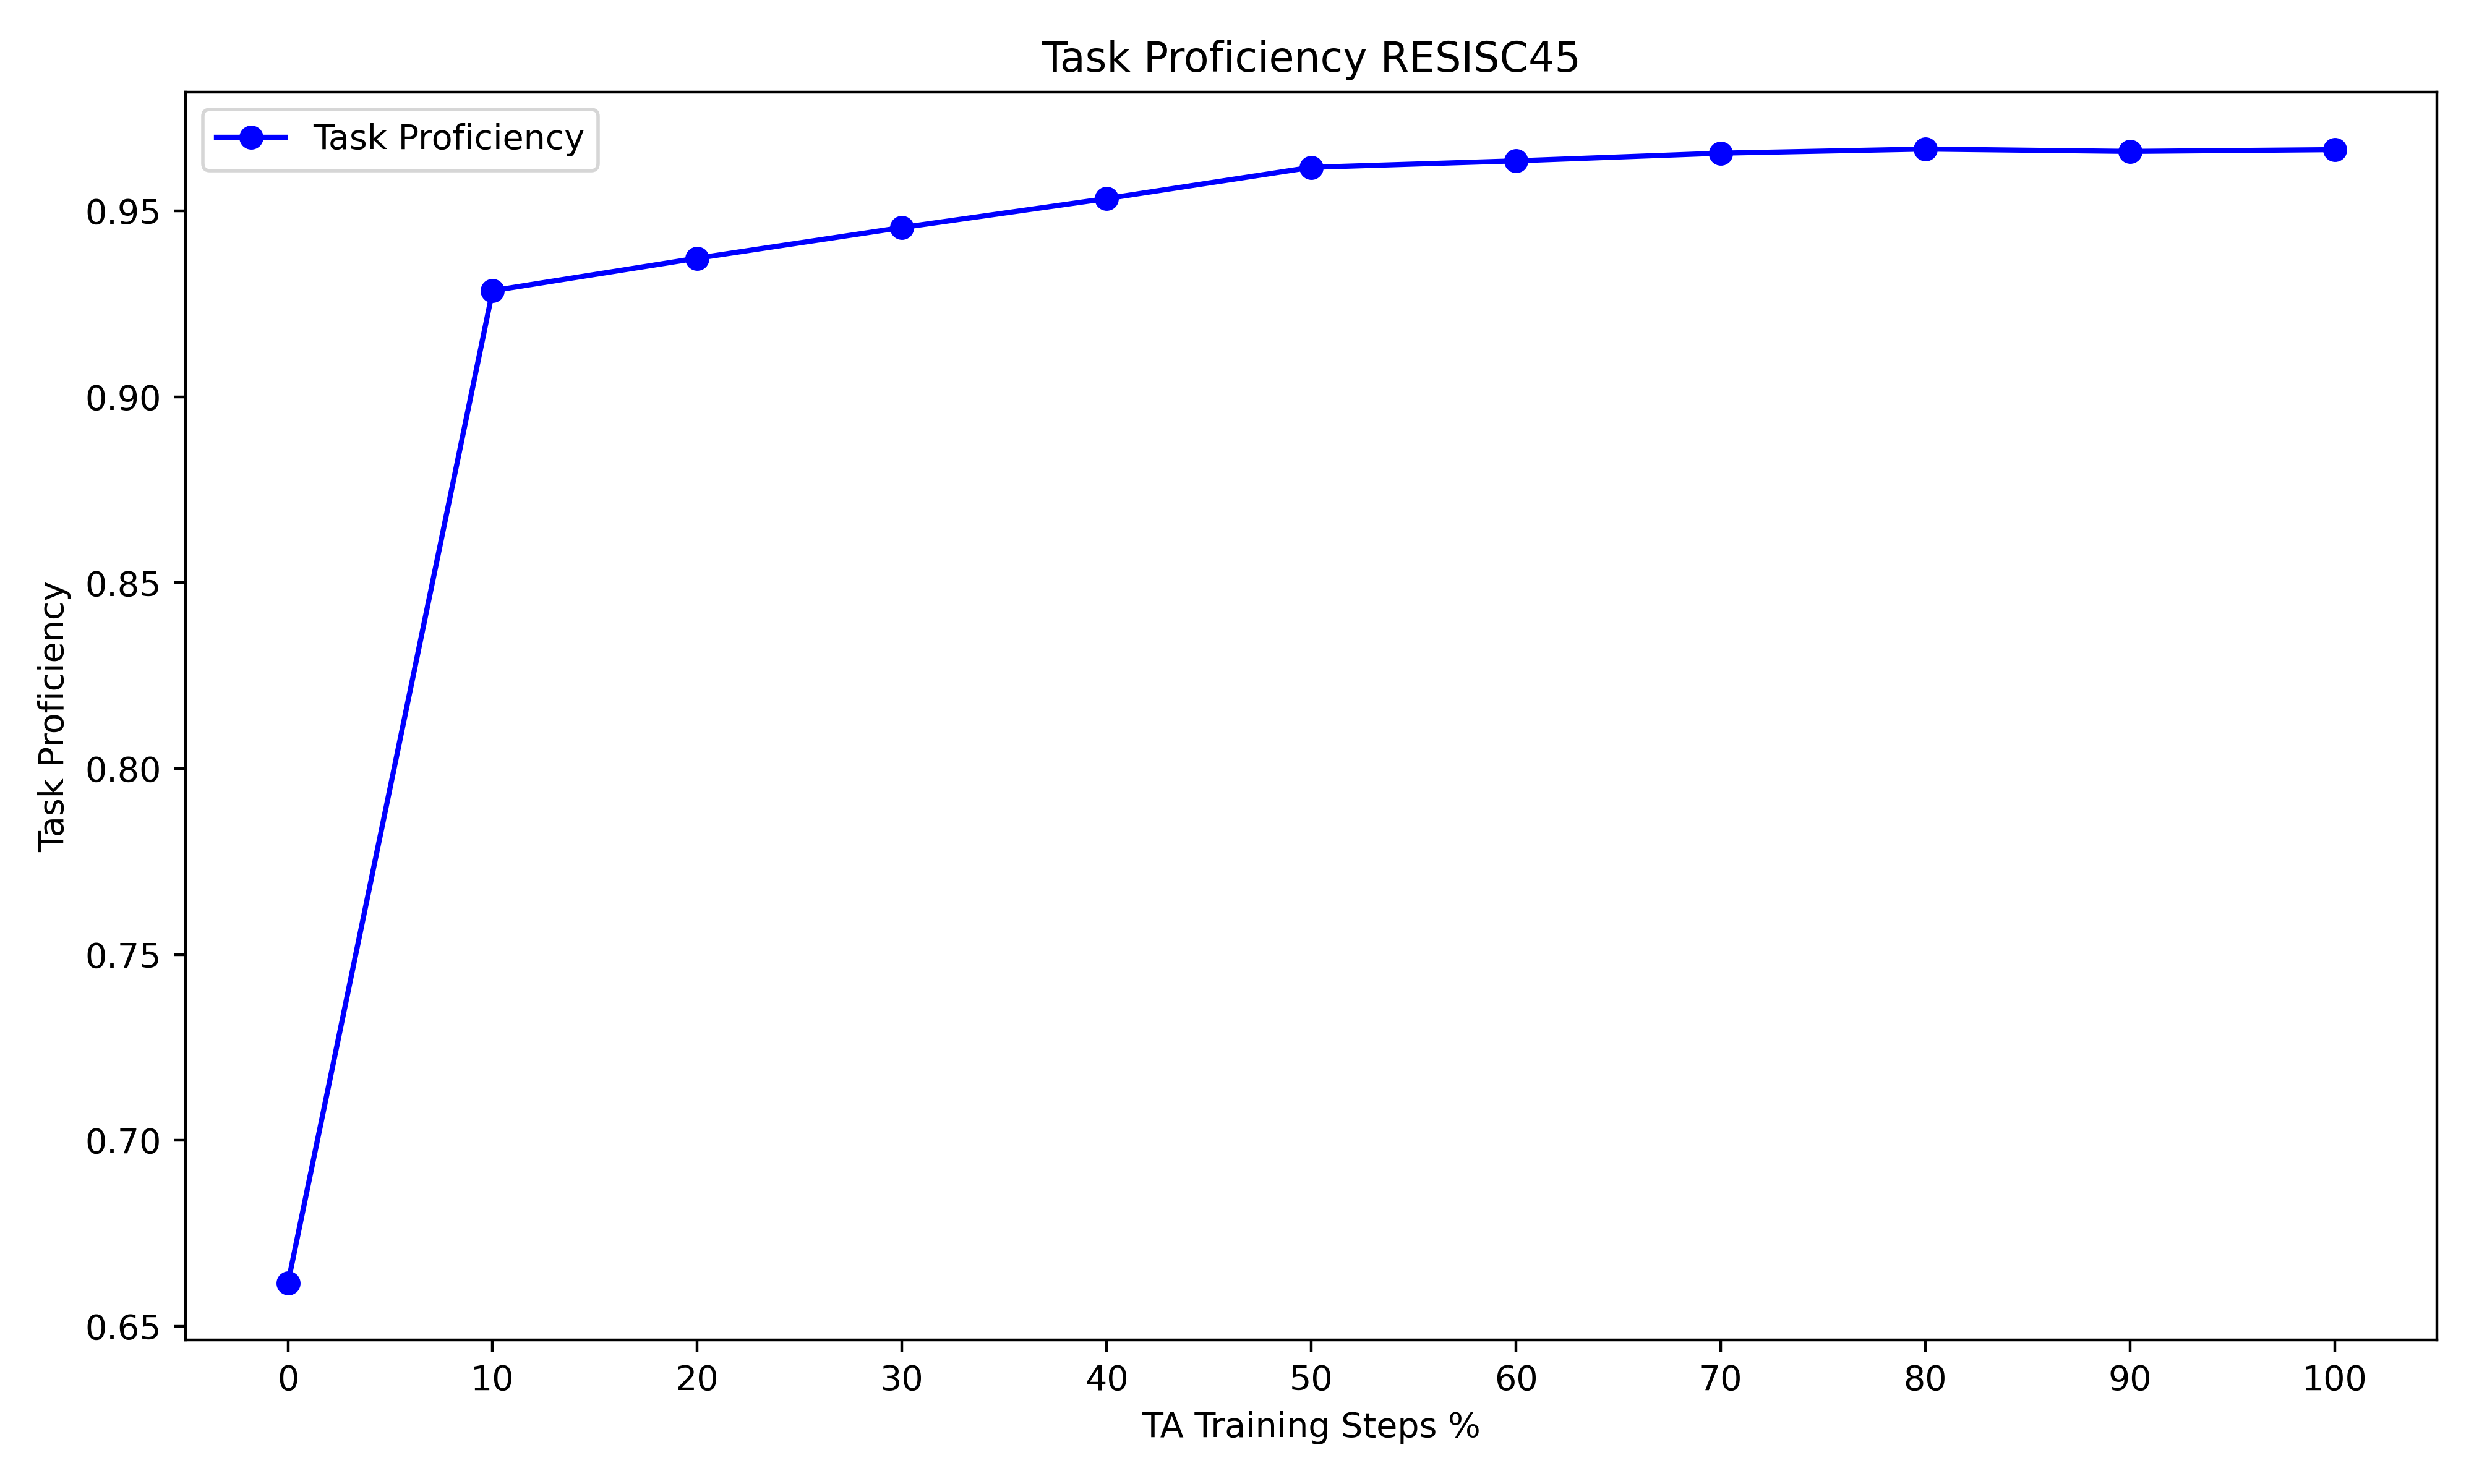 Task Proficiency RESISC45
Task Proficiency
0.95
0.90
0.85
0.80
0.75
0.70
0.65
Task Proficiency
0 10 20 30 40 50 60 70 80 90 100
TA Training Steps %